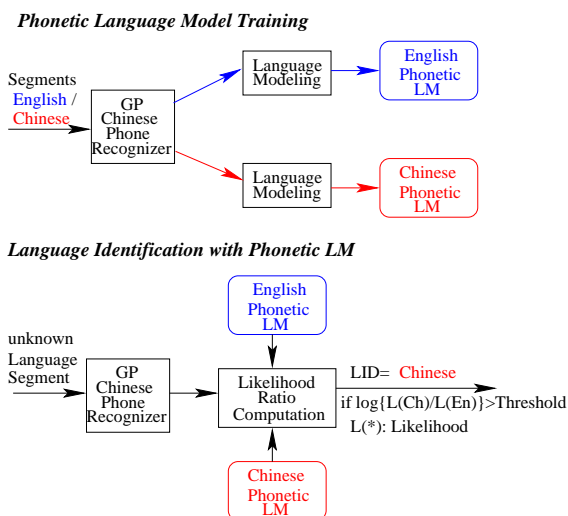 Phonetic Language Model Training
Segments
English /
Chinese
GP
Chinese
Phone
Recognizer
Language
Modeling
English
Phonetic
LM
Language
Modeling
Chinese
Phonetic
LM
Language Identification with Phonetic LM
English
Phonetic
LM
unknown
Language
Segment
GP
Chinese
Phone
Recognizer
Likelihood
Ratio
Computation
LID= Chinese
if log{L(Ch)/L(En)}>Threshold
L(*): Likelihood
Chinese
Phonetic
LM